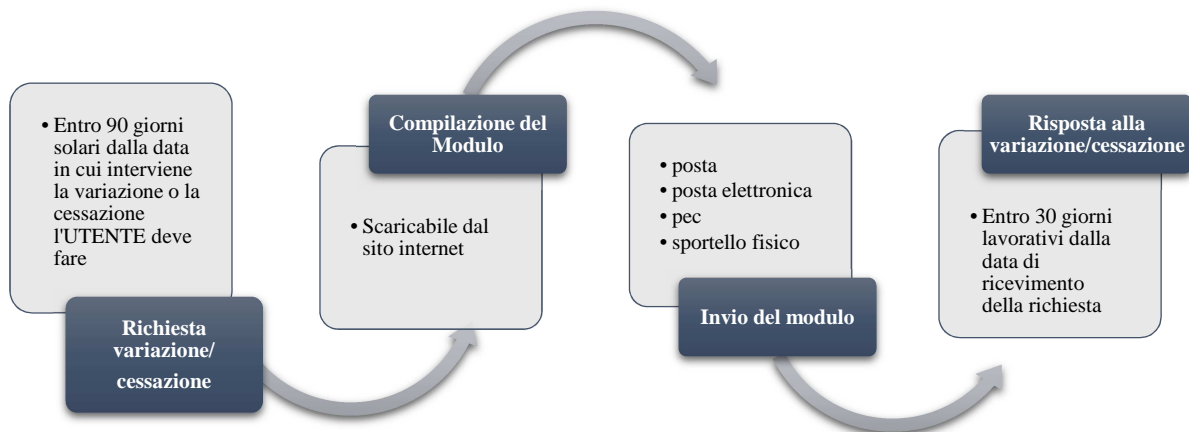 • Entro 90 giorni
solari dalla data
in cui interviene
la variazione o la
cessazione
l'UTENTE deve
fare
Richiesta
variazione/
cessazione
Compilazione del
Modulo
• Scaricabile dal
sito internet
• posta
• posta elettronica
• pec
• sportello fisico
Invio del modulo
Risposta alla
variazione/cessazione
• Entro 30 giorni
lavorativi dalla
data di
ricevimento
della richiesta